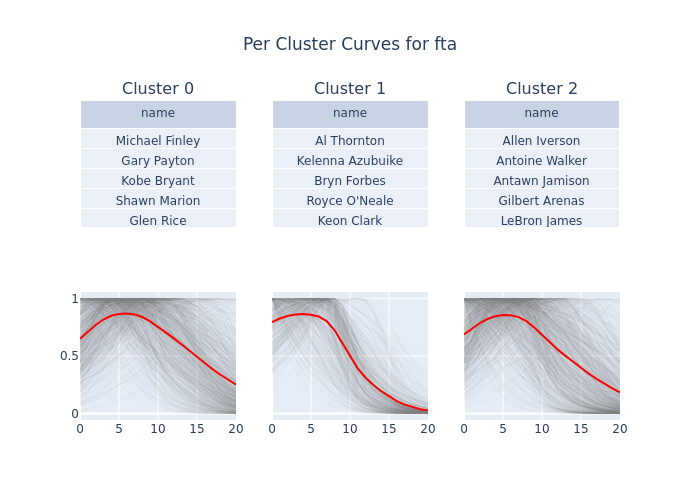 Per Cluster Curves for fta
Cluster 0 Cluster 1 Cluster 2
name name name
Michael Finley Al Thornton Allen Iverson
Gary Payton Kelenna Azubuike Antoine Walker
Kobe Bryant Bryn Forbes Antawn Jamison
Shawn Marion Royce O'Neale Gilbert Arenas
Glen Rice Keon Clark LeBron James
1
0.5
0
0 5 10 15 20 0 5 10 15 20 0 5 10 15 20